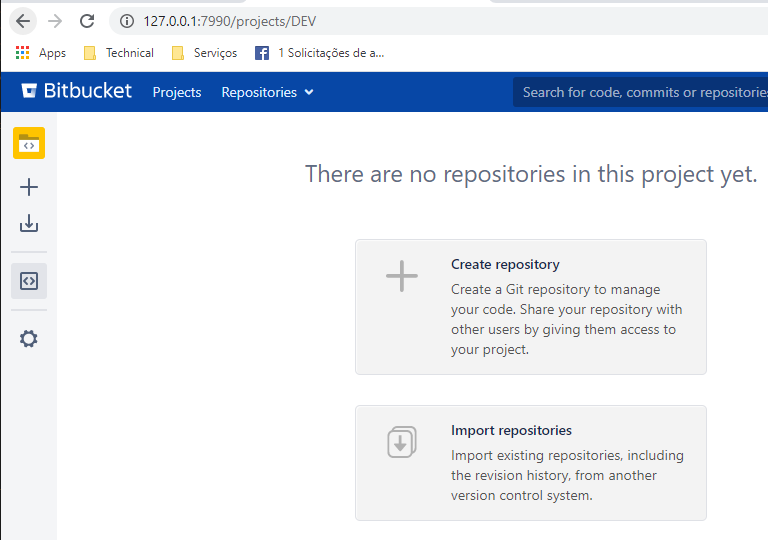 127.0.0.1:7990/projects/DEV
Apps Technical Serviços 1 Solicitações de a...
Bitbucket Projects Repositories Search for code, commits or repositories
There are no repositories in this project yet.
Create repository
Create a Git repository to manage
your code. Share your repository with
other users by giving them access to
your project.
Import repositories
Import existing repositories, including
the revision history, from another
version control system.